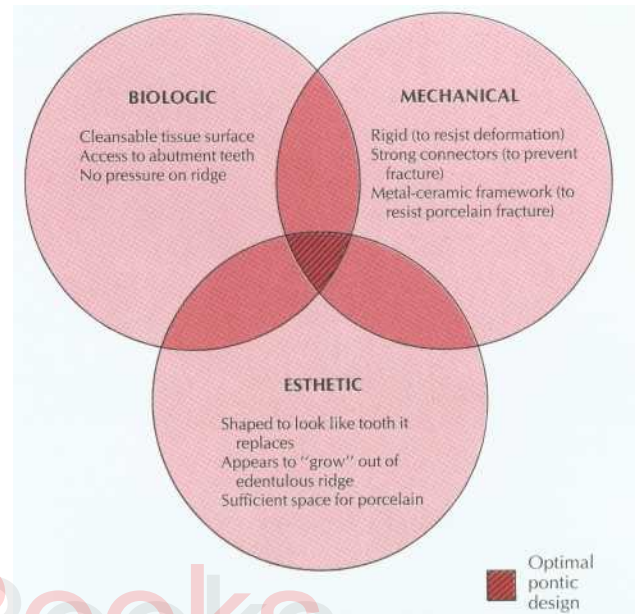 BIOLOGIC
Cleansable tissue surface
Access to abutment teeth
No pressure on ridge
MECHANICAL
Rigid (to resist deformation)
Strong connectors (to prevent
fracture)
Metal-ceramic framework (to
resist porcelain fracture)
ESTHETIC
Shaped to look like tooth it
replaces
Appears to "grow" out of
edentulous ridge
Sufficient space for porcelain
Optimal
pontic
design
Books